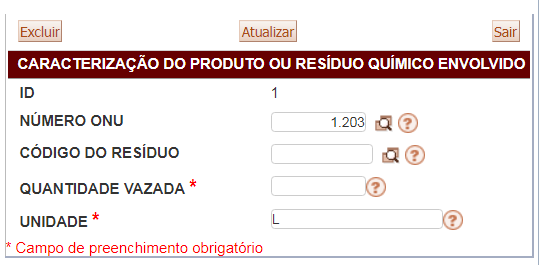 Excluir Atualizar Sair
CARACTERIZAÇÃO DO PRODUTO OU RESÍDUO QUÍMICO ENVOLVIDO
ID 1
NÚMERO ONU 1.203 ?
CÓDIGO DO RESÍDUO ?
QUANTIDADE VAZADA * ?
UNIDADE * L ?
* Campo de preenchimento obrigatório